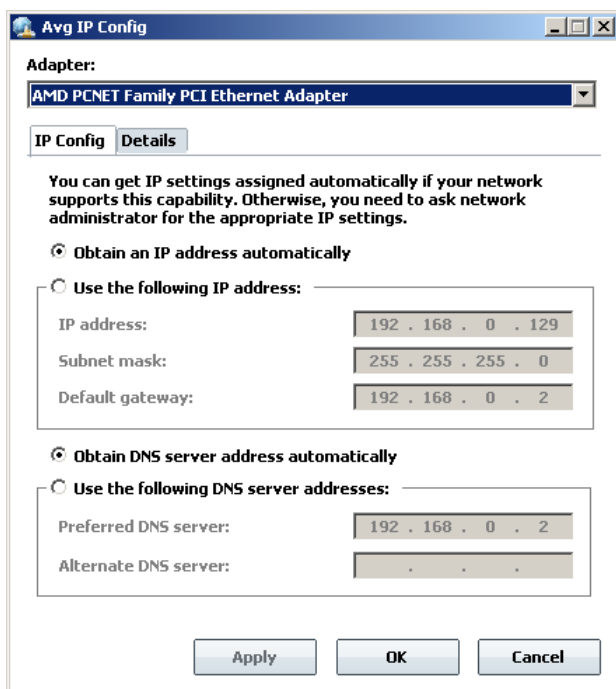 Avg IP Config
Adapter:
AMD PCNET Family PCI Ethernet Adapter
IP Config Details
You can get IP settings assigned automatically if your network
supports this capability. Otherwise, you need to ask network
administrator for the appropriate IP settings.
Obtain an IP address automatically
Use the following IP address:
IP address: 192 . 168 . 0 . 129
Subnet mask: 255 . 255 . 255 . 0
Default gateway: 192 . 168 . 0 . 2
Obtain DNS server address automatically
Use the following DNS server addresses:
Preferred DNS server: 192 . 168 . 0 . 2
Alternate DNS server: . . .
Apply OK Cancel